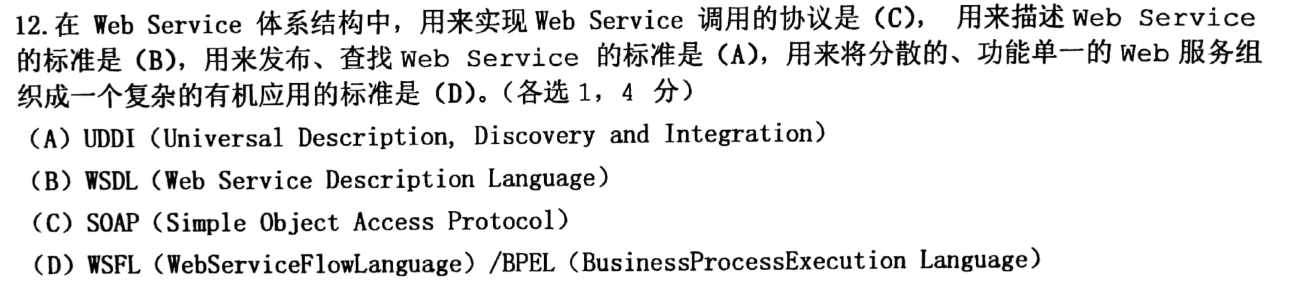 12.在 Web Service 体系结构中，用来实现 Web Service 调用的协议是（C）， 用来描述 Web Service
的标准是（B），用来发布、查找 Web Service 的标准是（A），用来将分散的、功能单一的 Web 服务组
织成一个复杂的有机应用的标准是（D）。（各选 1，4 分）
（A）UDDI（Universal Description, Discovery and Integration）
（B）WSDL（Web Service Description Language）
（C）SOAP（Simple Object Access Protocol）
（D）WSFL（WebServiceFlowLanguage）/BPEL（BusinessProcessExecution Language）